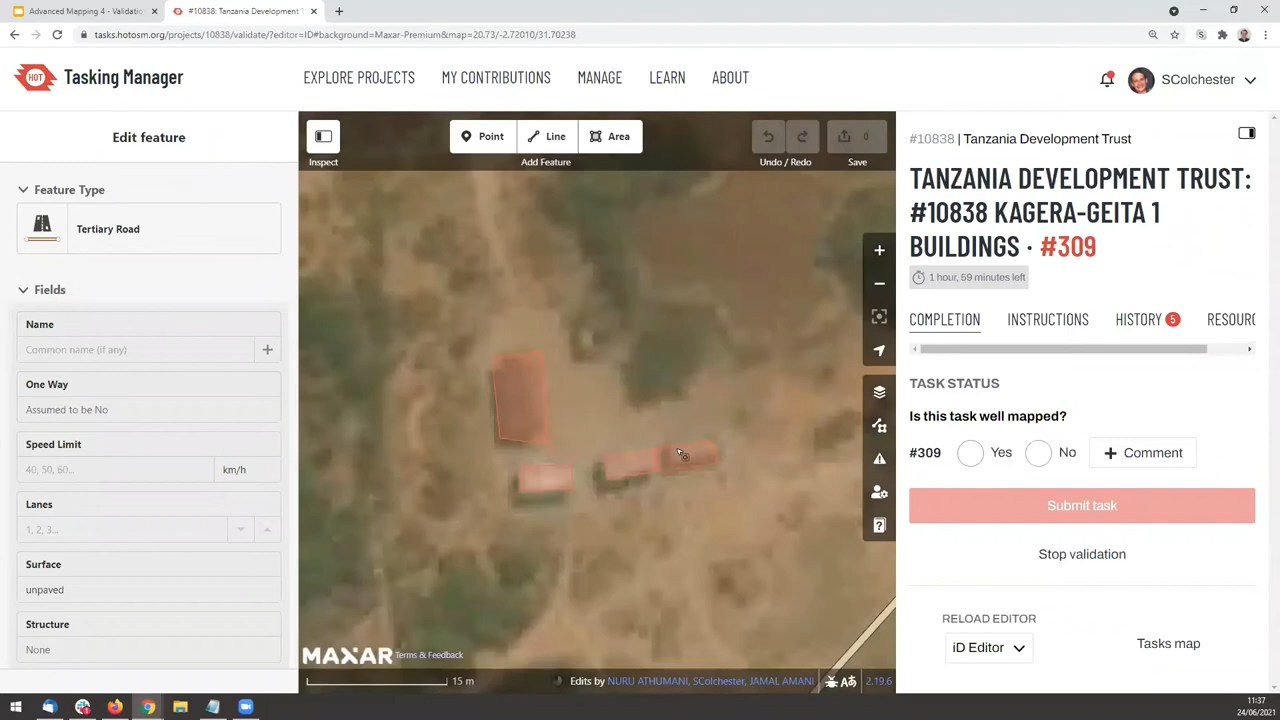 Advanced Mapping 4 - Validation
#10838: Tanzania Development Trust
tasks.hotosm.org/projects/10838/validate/?editor=ID#background=Maxar-Premium&map=20.73/-2.72010/31.70238
HOT
Tasking Manager
EXPLORE PROJECTS
MY CONTRIBUTIONS
MANAGE
LEARN
ABOUT
SColchester
Edit feature
Feature Type
Tertiary Road
Fields
Name
Common name (if any)
One Way
Assumed to be No
Speed Limit
40, 50, 60...
km/h
Lanes
1, 2, 3...
Surface
unpaved
Structure
None
Inspect
Point
Line
Area
Add Feature
Undo / Redo
0
Save
MAXAR
Terms & Feedback
15 m
Edits by NURU ATHUMANI, SColchester, JAMAL AMANI
2.19.6
#10838 | Tanzania Development Trust
TANZANIA DEVELOPMENT TRUST:
#10838 KAGERA-GEITA 1
BUILDINGS · #309
1 hour, 59 minutes left
COMPLETION
INSTRUCTIONS
HISTORY 5
RESOURC
TASK STATUS
Is this task well mapped?
#309
Yes
No
+ Comment
Submit task
Stop validation
RELOAD EDITOR
iD Editor
Tasks map
11:37
24/06/2021